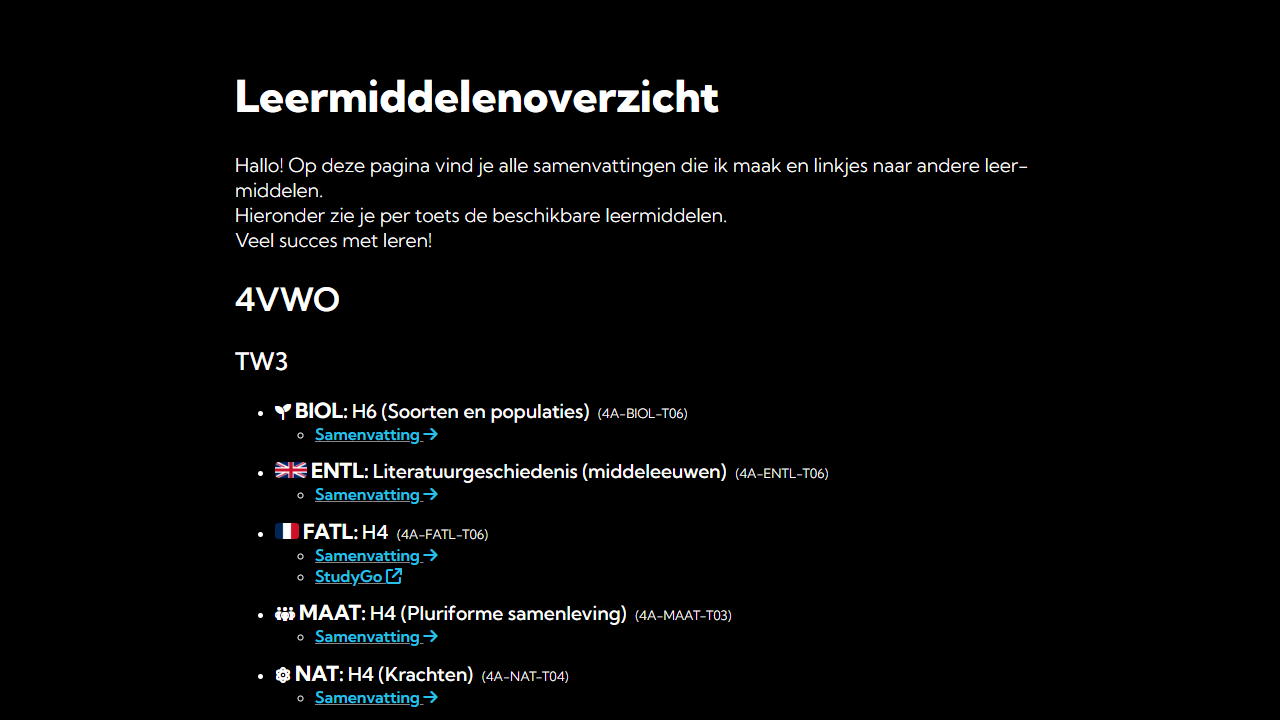 Leermiddelenoverzicht
Hallo! Op deze pagina vind je alle samenvattingen die ik maak en linkjes naar andere leer-
middelen.
Hieronder zie je per toets de beschikbare leermiddelen.
Veel succes met leren!
4VWO
TW3
BIOL: H6 (Soorten en populaties) (4A-BIOL-T06)
Samenvatting
ENTL: Literatuurgeschiedenis (middeleeuwen) (4A-ENTL-T06)
Samenvatting
FATL: H4 (4A-FATL-T06)
Samenvatting
StudyGo
MAAT: H4 (Pluriforme samenleving) (4A-MAAT-T03)
Samenvatting
NAT: H4 (Krachten) (4A-NAT-T04)
Samenvatting